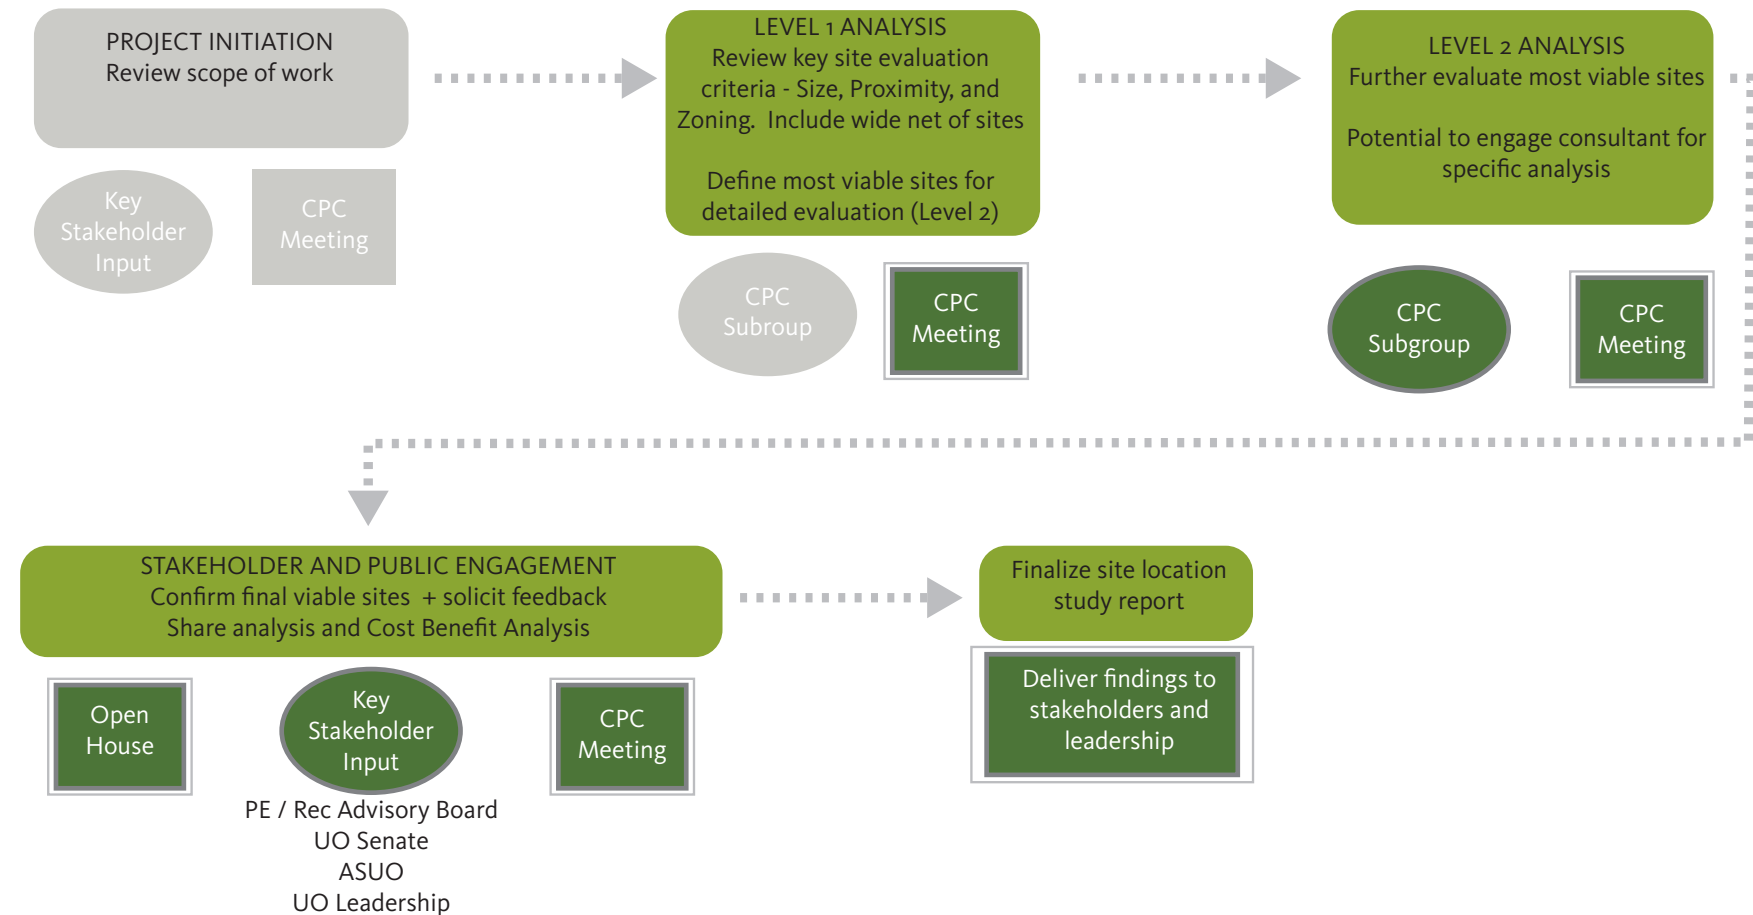 PROJECT INITIATION
Review scope of work
Key
Stakeholder
Input
CPC
Meeting
LEVEL 1 ANALYSIS
Review key site evaluation
criteria - Size, Proximity, and
Zoning.  Include wide net of sites
Define most viable sites for
detailed evaluation (Level 2)
CPC
Subroup
CPC
Meeting
LEVEL 2 ANALYSIS
Further evaluate most viable sites
Potential to engage consultant for
specific analysis
CPC
Subgroup
CPC
Meeting
STAKEHOLDER AND PUBLIC ENGAGEMENT
Confirm final viable sites  + solicit feedback
Share analysis and Cost Benefit Analysis
Open
House
Key
Stakeholder
Input
PE / Rec Advisory Board
UO Senate
ASUO
UO Leadership
CPC
Meeting
Finalize site location
study report
Deliver findings to
stakeholders and
leadership